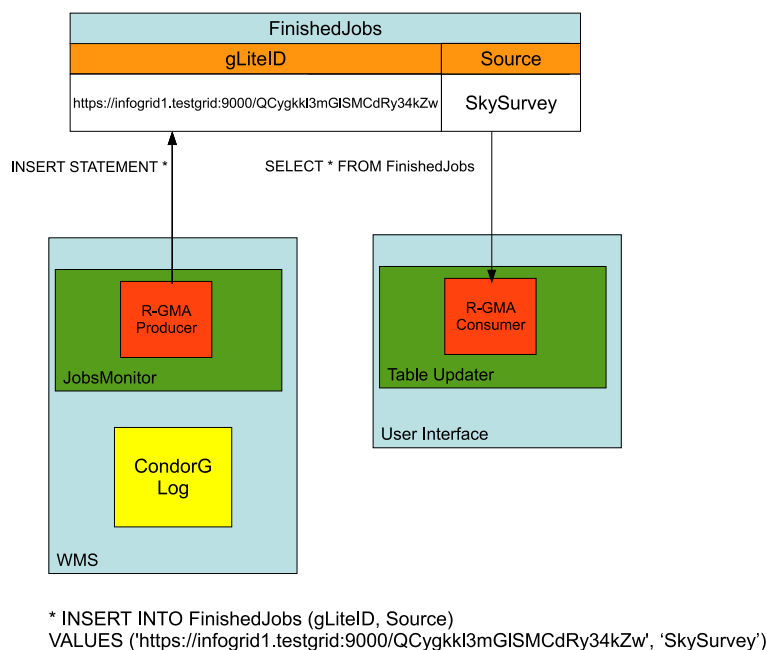 FinishedJobs
gLiteID
Source
https://infogrid1.testgrid:9000/QCygkkI3mGlSMCdRy34kZw
SkySurvey
INSERT STATEMENT *
SELECT * FROM FinishedJobs
R-GMA
Producer
JobsMonitor
CondorG
Log
WMS
R-GMA
Consumer
Table Updater
User Interface
* INSERT INTO FinishedJobs (gLiteID, Source)
VALUES ('https://infogrid1.testgrid:9000/QCygkkI3mGlSMCdRy34kZw', ‘SkySurvey’)